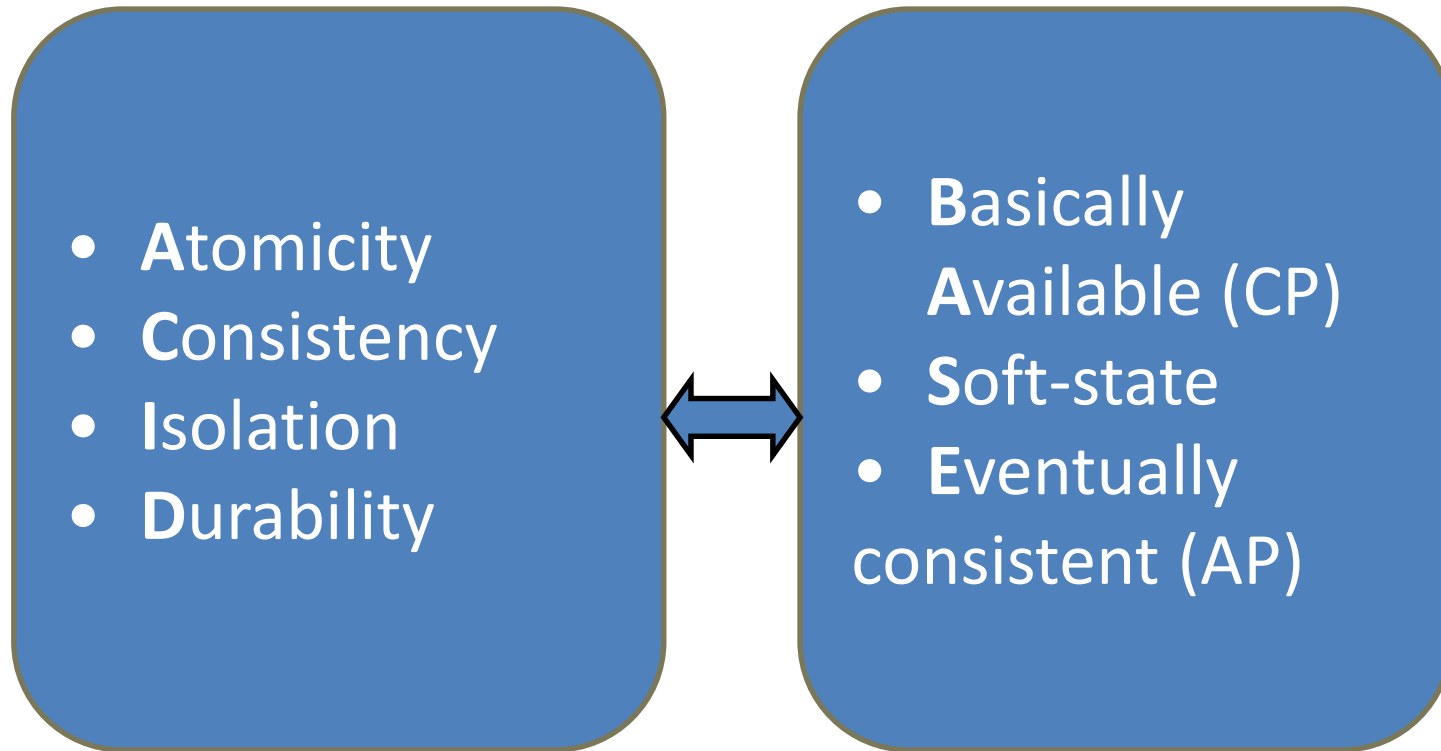 • Atomicity
• Consistency
• Isolation
• Durability
• Basically
Available (CP)
• Soft-state
• Eventually
consistent (AP)